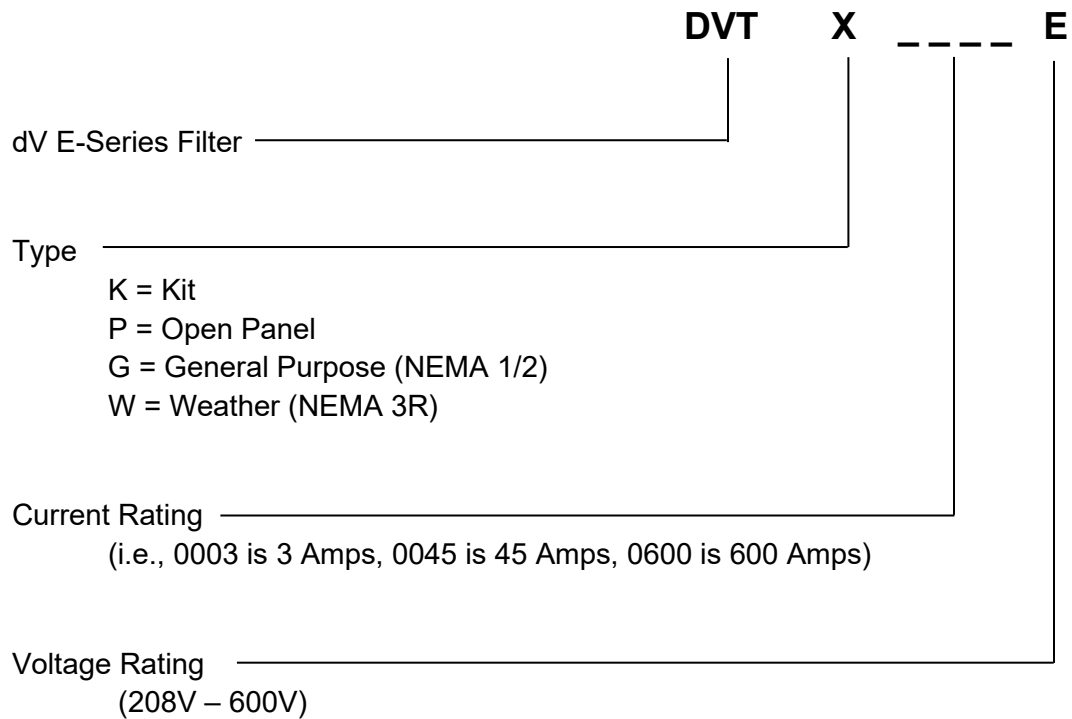 DVT X _ _ _ _ E
dV E-Series Filter
Type
K = Kit
P = Open Panel
G = General Purpose (NEMA 1/2)
W = Weather (NEMA 3R)
Current Rating
(i.e., 0003 is 3 Amps, 0045 is 45 Amps, 0600 is 600 Amps)
Voltage Rating
(208V – 600V)